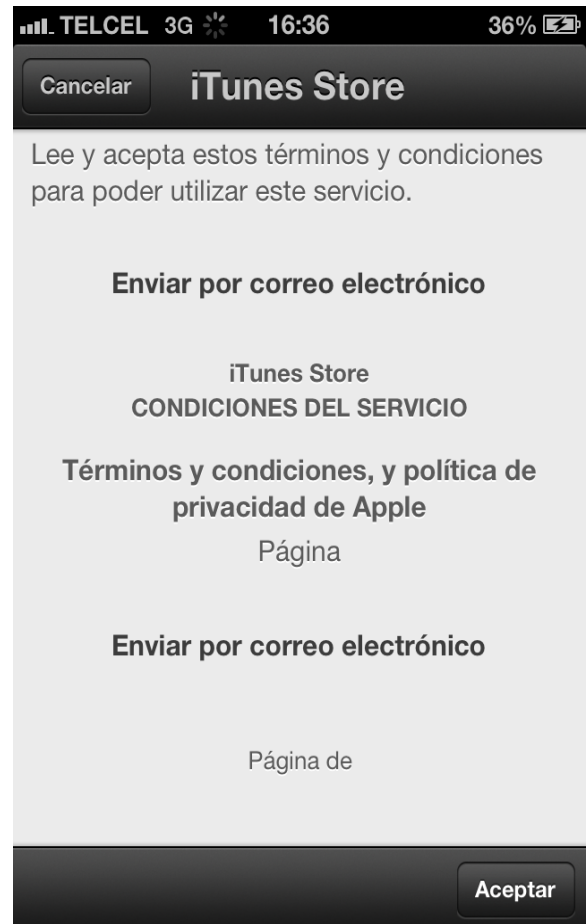 TELCEL 3G 16:36 36%
Cancelar iTunes Store
Lee y acepta estos términos y condiciones
para poder utilizar este servicio.
Enviar por correo electrónico
iTunes Store
CONDICIONES DEL SERVICIO
Términos y condiciones, y política de
privacidad de Apple
Página
Enviar por correo electrónico
Página de
Aceptar